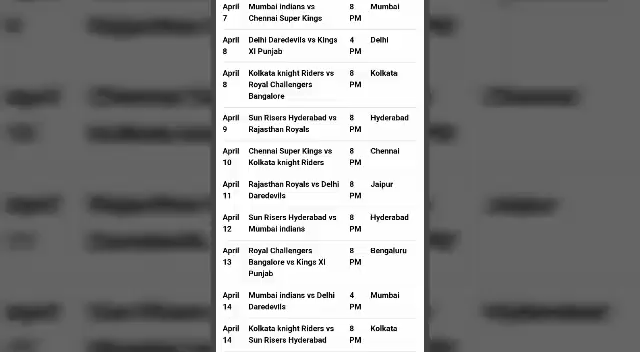 April Mumbai indians vs 8 Mumbai
7 Chennai Super Kings PM
April Delhi Daredevils vs Kings 4 Delhi
8 XI Punjab PM
April Kolkata knight Riders vs 8 Kolkata
8 Royal Challengers PM
Bangalore
April Sun Risers Hyderabad vs 8 Hyderabad
9 Rajasthan Royals PM
April Chennai Super Kings vs 8 Chennai
10 Kolkata knight Riders PM
April Rajasthan Royals vs Delhi 8 Jaipur
11 Daredevils PM
April Sun Risers Hyderabad vs 8 Hyderabad
12 Mumbai indians PM
April Royal Challengers 8 Bengaluru
13 Bangalore vs Kings XI PM
Punjab
April Mumbai indians vs Delhi 4 Mumbai
14 Daredevils PM
April Kolkata knight Riders vs 8 Kolkata
14 Sun Risers Hyderabad PM